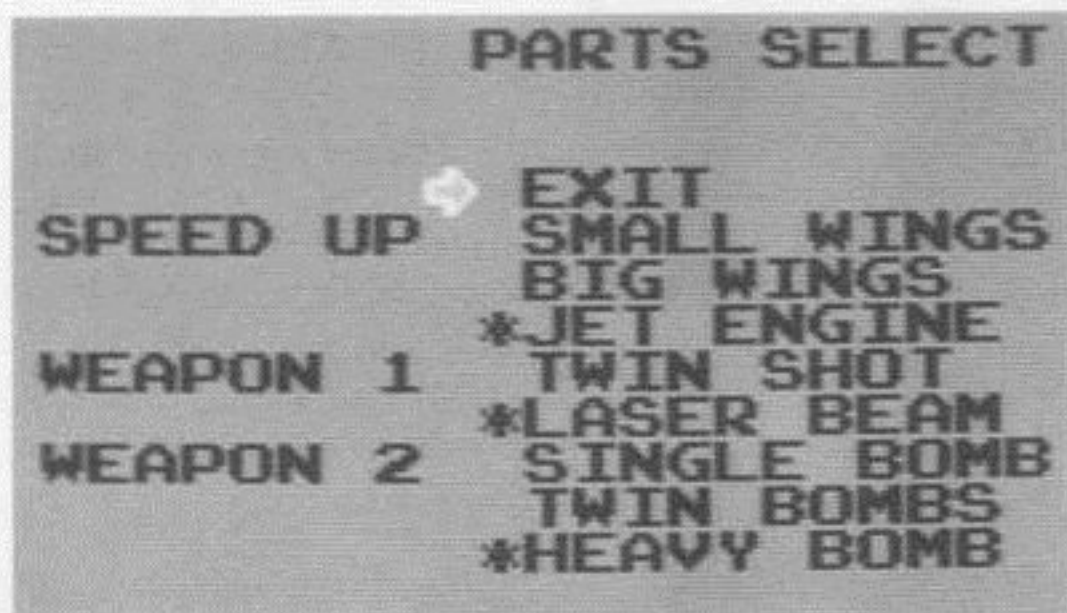 PARTS SELECT
EXIT
SPEED UP SMALL WINGS
BIG WINGS
*JET ENGINE
WEAPON 1 TWIN SHOT
*LASER BEAM
WEAPON 2 SINGLE BOMB
TWIN BOMBS
*HEAVY BOMB